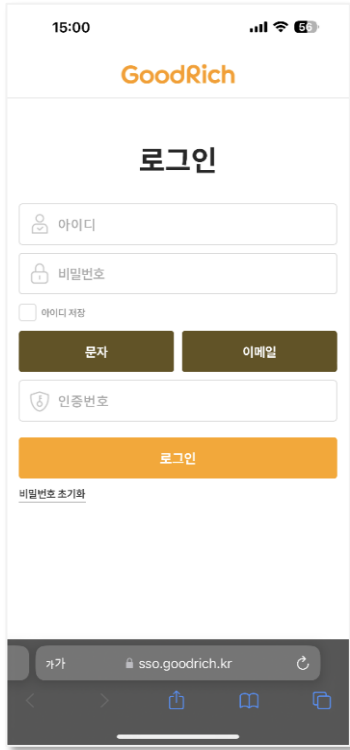 15:00 56
GoodRich
로그인
아이디
비밀번호
아이디 저장
문자 이메일
인증번호
로그인
비밀번호 초기화
가가 sso.goodrich.kr